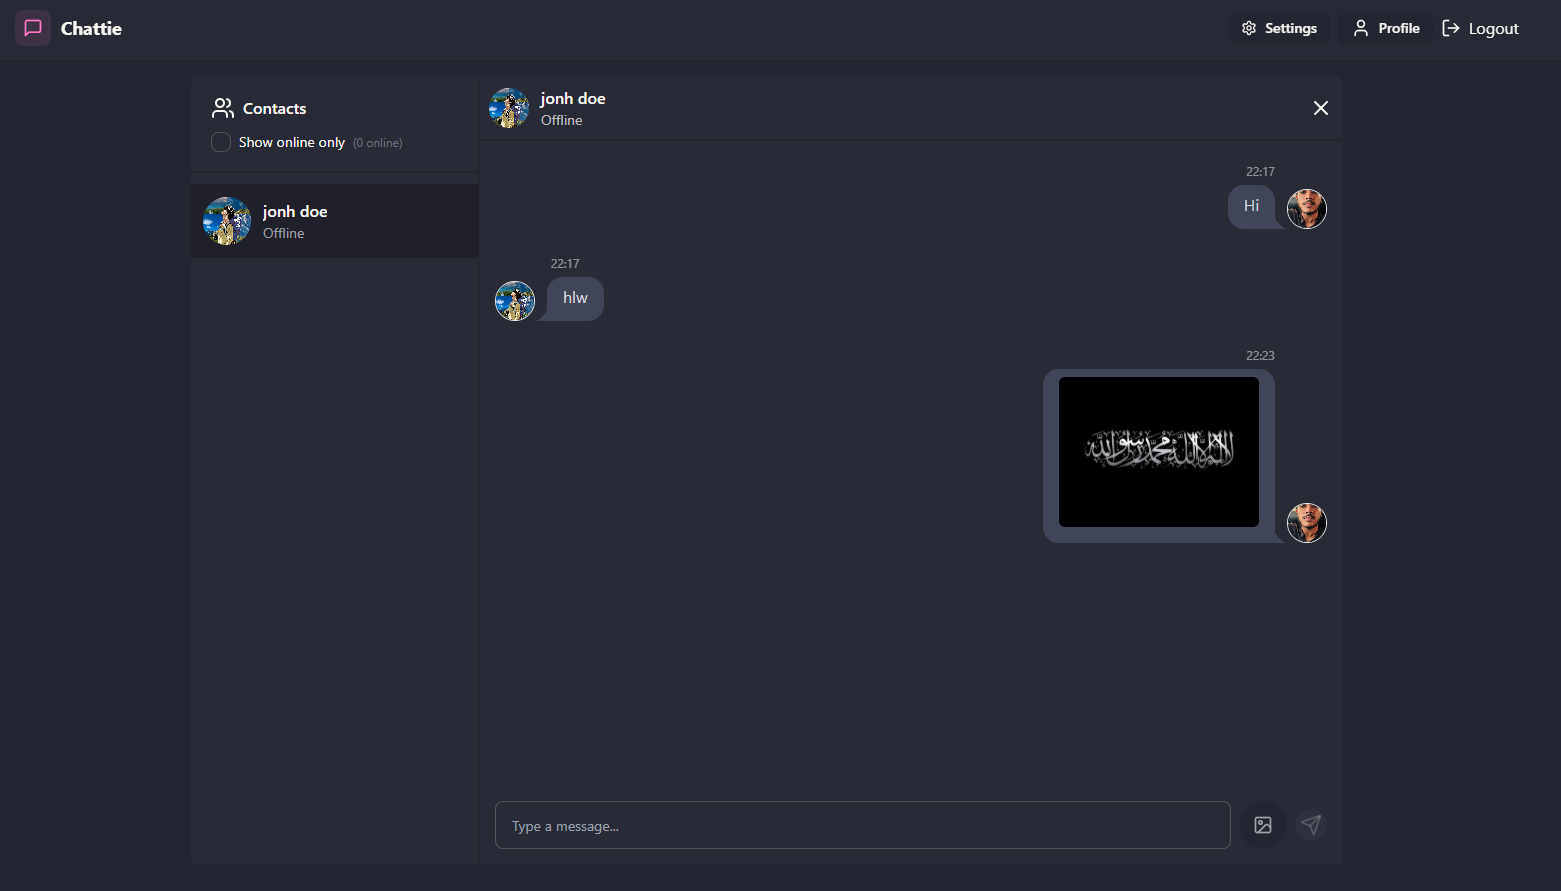 Chattie
Settings
Profile
Logout
Contacts
Show online only (0 online)
jonh doe
Offline
jonh doe
Offline
22:17
Hi
22:17
hlw
22:23
لا إله إلا الله محمد رسول الله
Type a message...